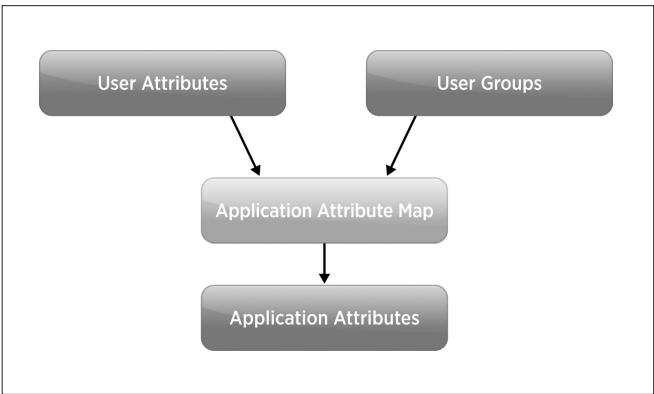 User Attributes
User Groups
Application Attribute Map
Application Attributes